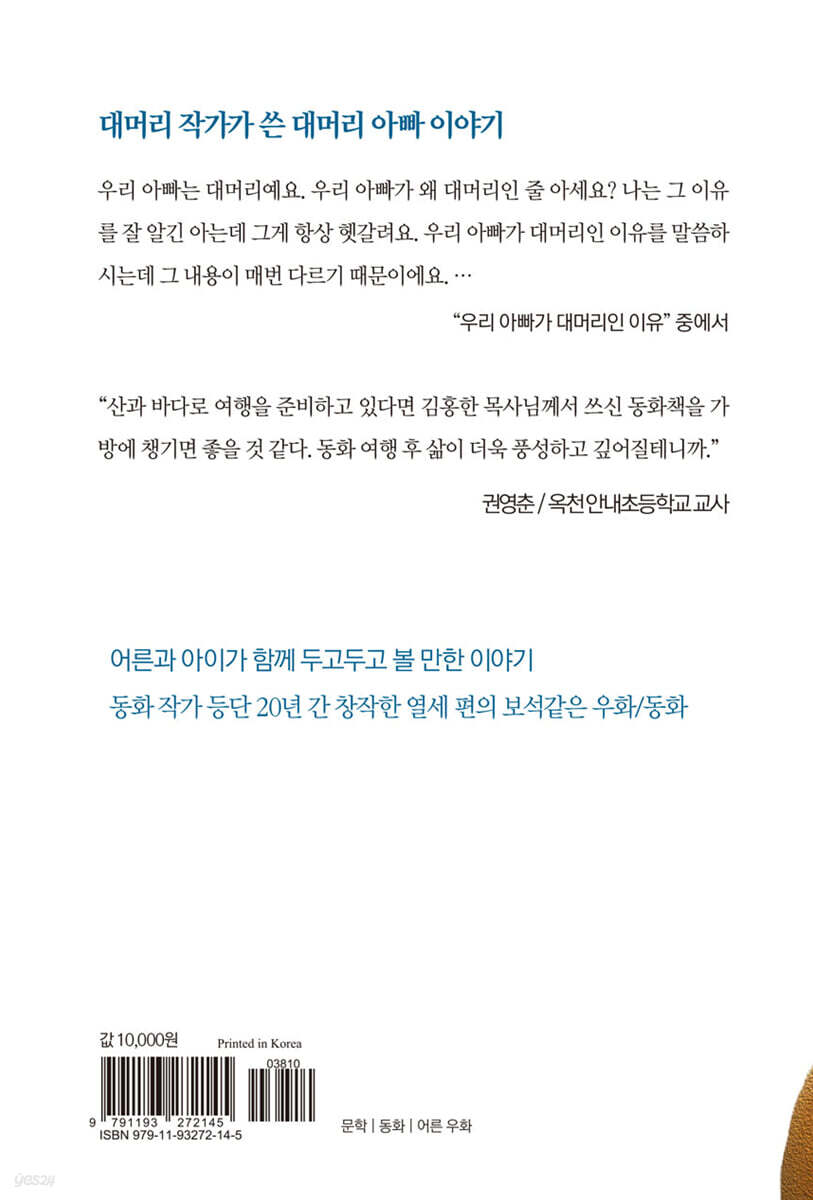 대머리 작가가 쓴 대머리 아빠 이야기
우리 아빠는 대머리예요. 우리 아빠가 왜 대머리인 줄 아세요? 나는 그 이유
를 잘 알긴 아는데 그게 항상 헷갈려요. 우리 아빠가 대머리인 이유를 말씀하
시는데 그 내용이 매번 다르기 때문이에요. …
“우리 아빠가 대머리인 이유” 중에서
“산과 바다로 여행을 준비하고 있다면 김홍한 목사님께서 쓰신 동화책을 가
방에 챙기면 좋을 것 같다. 동화 여행 후 삶이 더욱 풍성하고 깊어질테니까.”
권영춘 / 옥천 안내초등학교 교사
어른과 아이가 함께 두고두고 볼 만한 이야기
동화 작가 등단 20년 간 창작한 열세 편의 보석같은 우화/동화
값 10,000원
Printed in Korea
03810
9 791193 272145
ISBN 979-11-93272-14-5
문학 | 동화 | 어른 우화
yes24